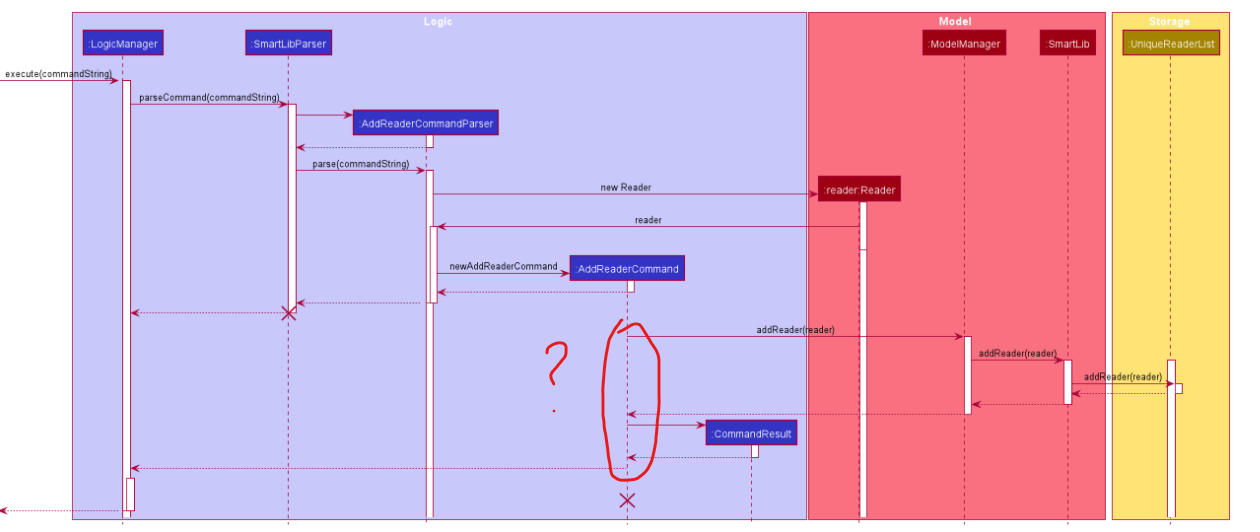 Logic
Model
Storage
:LogicManager
:SmartLibParser
:ModelManager
:SmartLib
:UniqueReaderList
execute(commandString)
parseCommand(commandString)
:AddReaderCommandParser
parse(commandString)
new Reader
:reader:Reader
reader
newAddReaderCommand
:AddReaderCommand
addReader(reader)
?
addReader(reader)
addReader(reader)
:CommandResult